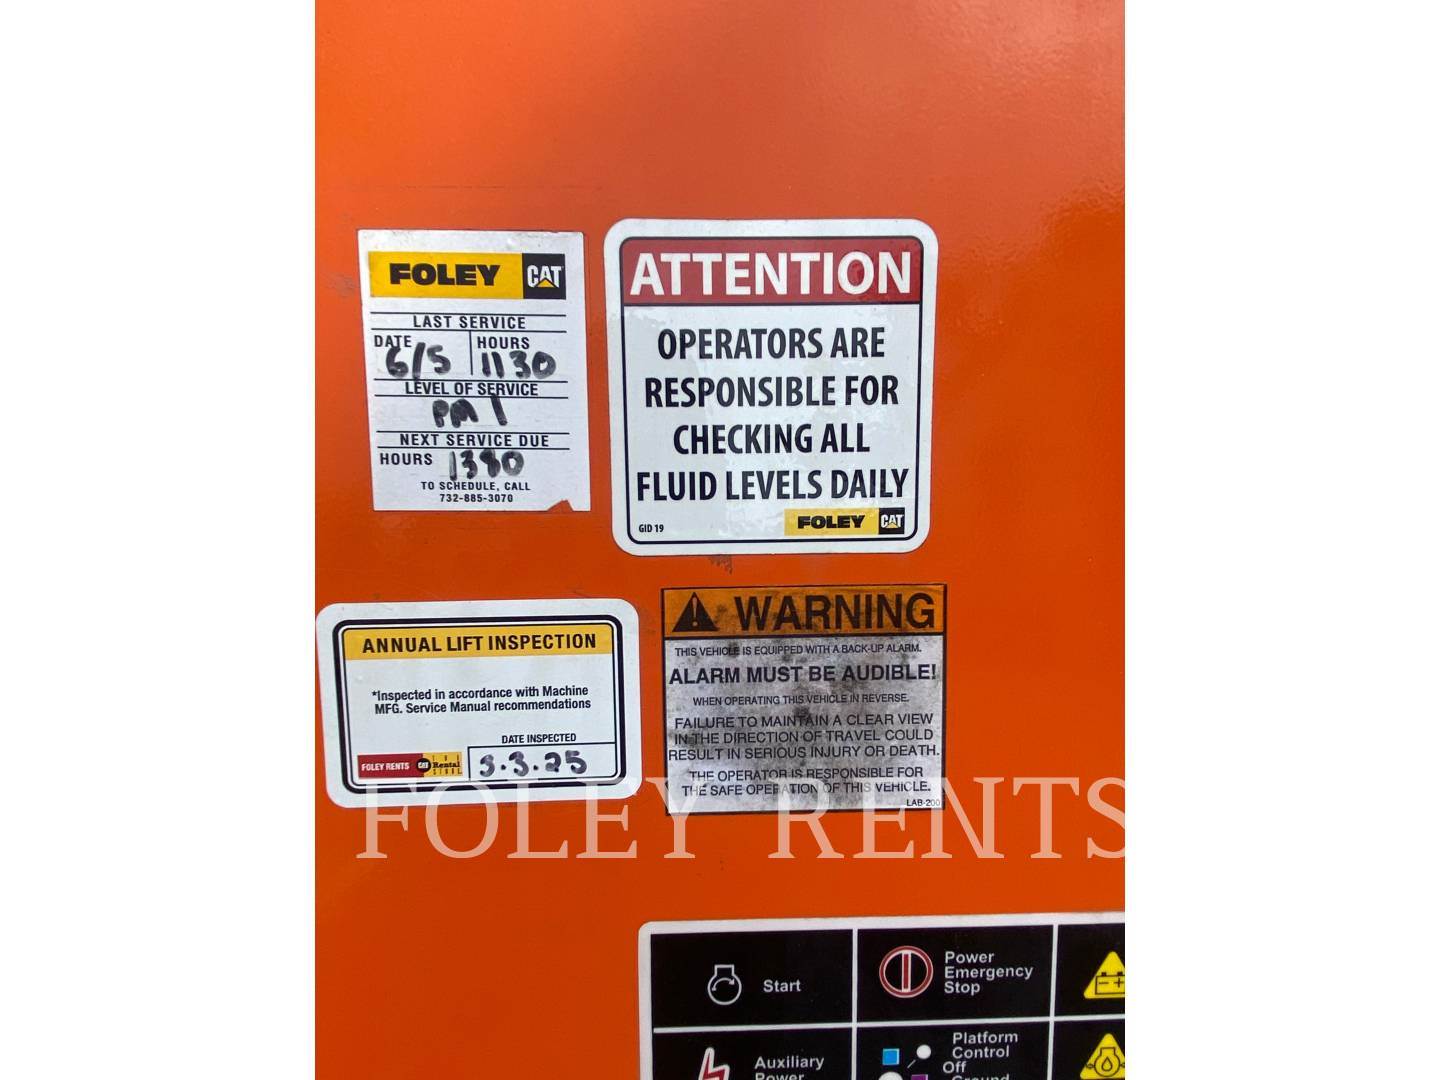 FOLEY CAT
LAST SERVICE
DATE HOURS
6/5 1130
LEVEL OF SERVICE
PM 1
NEXT SERVICE DUE
HOURS 1380
TO SCHEDULE, CALL
732-885-3070
ATTENTION
OPERATORS ARE
RESPONSIBLE FOR
CHECKING ALL
FLUID LEVELS DAILY
GID 19 FOLEY CAT
ANNUAL LIFT INSPECTION
*Inspected in accordance with Machine
MFG. Service Manual recommendations
DATE INSPECTED
FOLEY RENTS CAT THE
Rental
STORE
3.3.25
WARNING
THIS VEHICLE IS EQUIPPED WITH A BACK-UP ALARM.
ALARM MUST BE AUDIBLE!
WHEN OPERATING THIS VEHICLE IN REVERSE.
FAILURE TO MAINTAIN A CLEAR VIEW
IN THE DIRECTION OF TRAVEL COULD
RESULT IN SERIOUS INJURY OR DEATH.
THE OPERATOR IS RESPONSIBLE FOR
THE SAFE OPERATION OF THIS VEHICLE.
LAB-200
FOLEY RENTS
Start
Power
Emergency
Stop
Auxiliary
Power
Platform
Control
Off
Ground